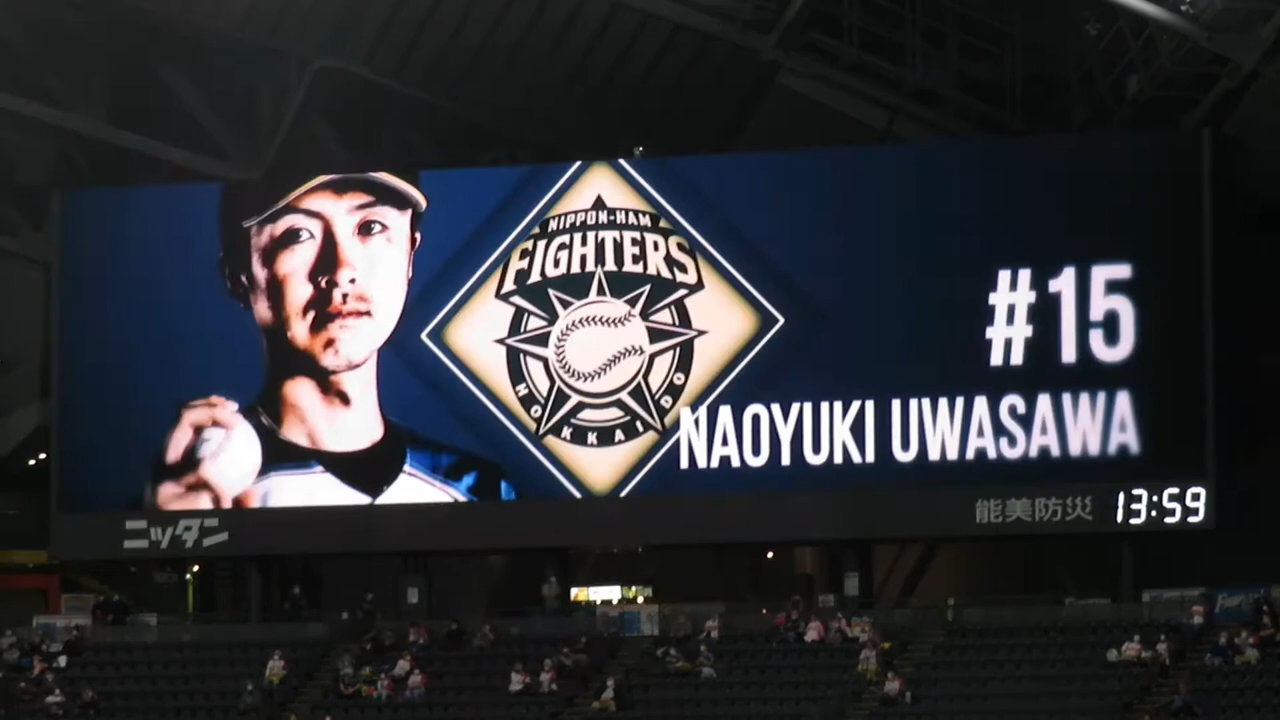 NIPPON-HAM
FIGHTERS
HOKKAIDO
#15
NAOYUKI UWASAWA
ニッタン
能美防災
13:59